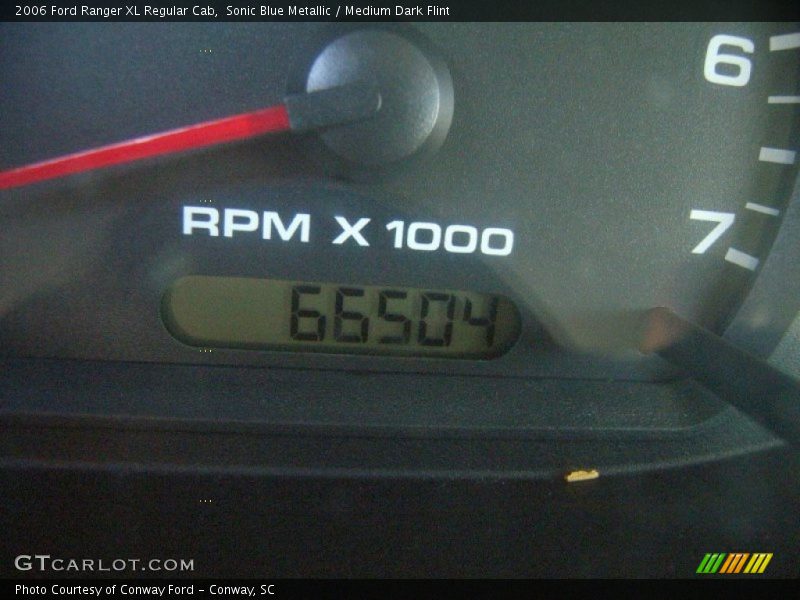 2006 Ford Ranger XL Regular Cab,  Sonic Blue Metallic / Medium Dark Flint
6
7
RPM X 1000
66504
GTCARLOT.COM
Photo Courtesy of Conway Ford – Conway, SC